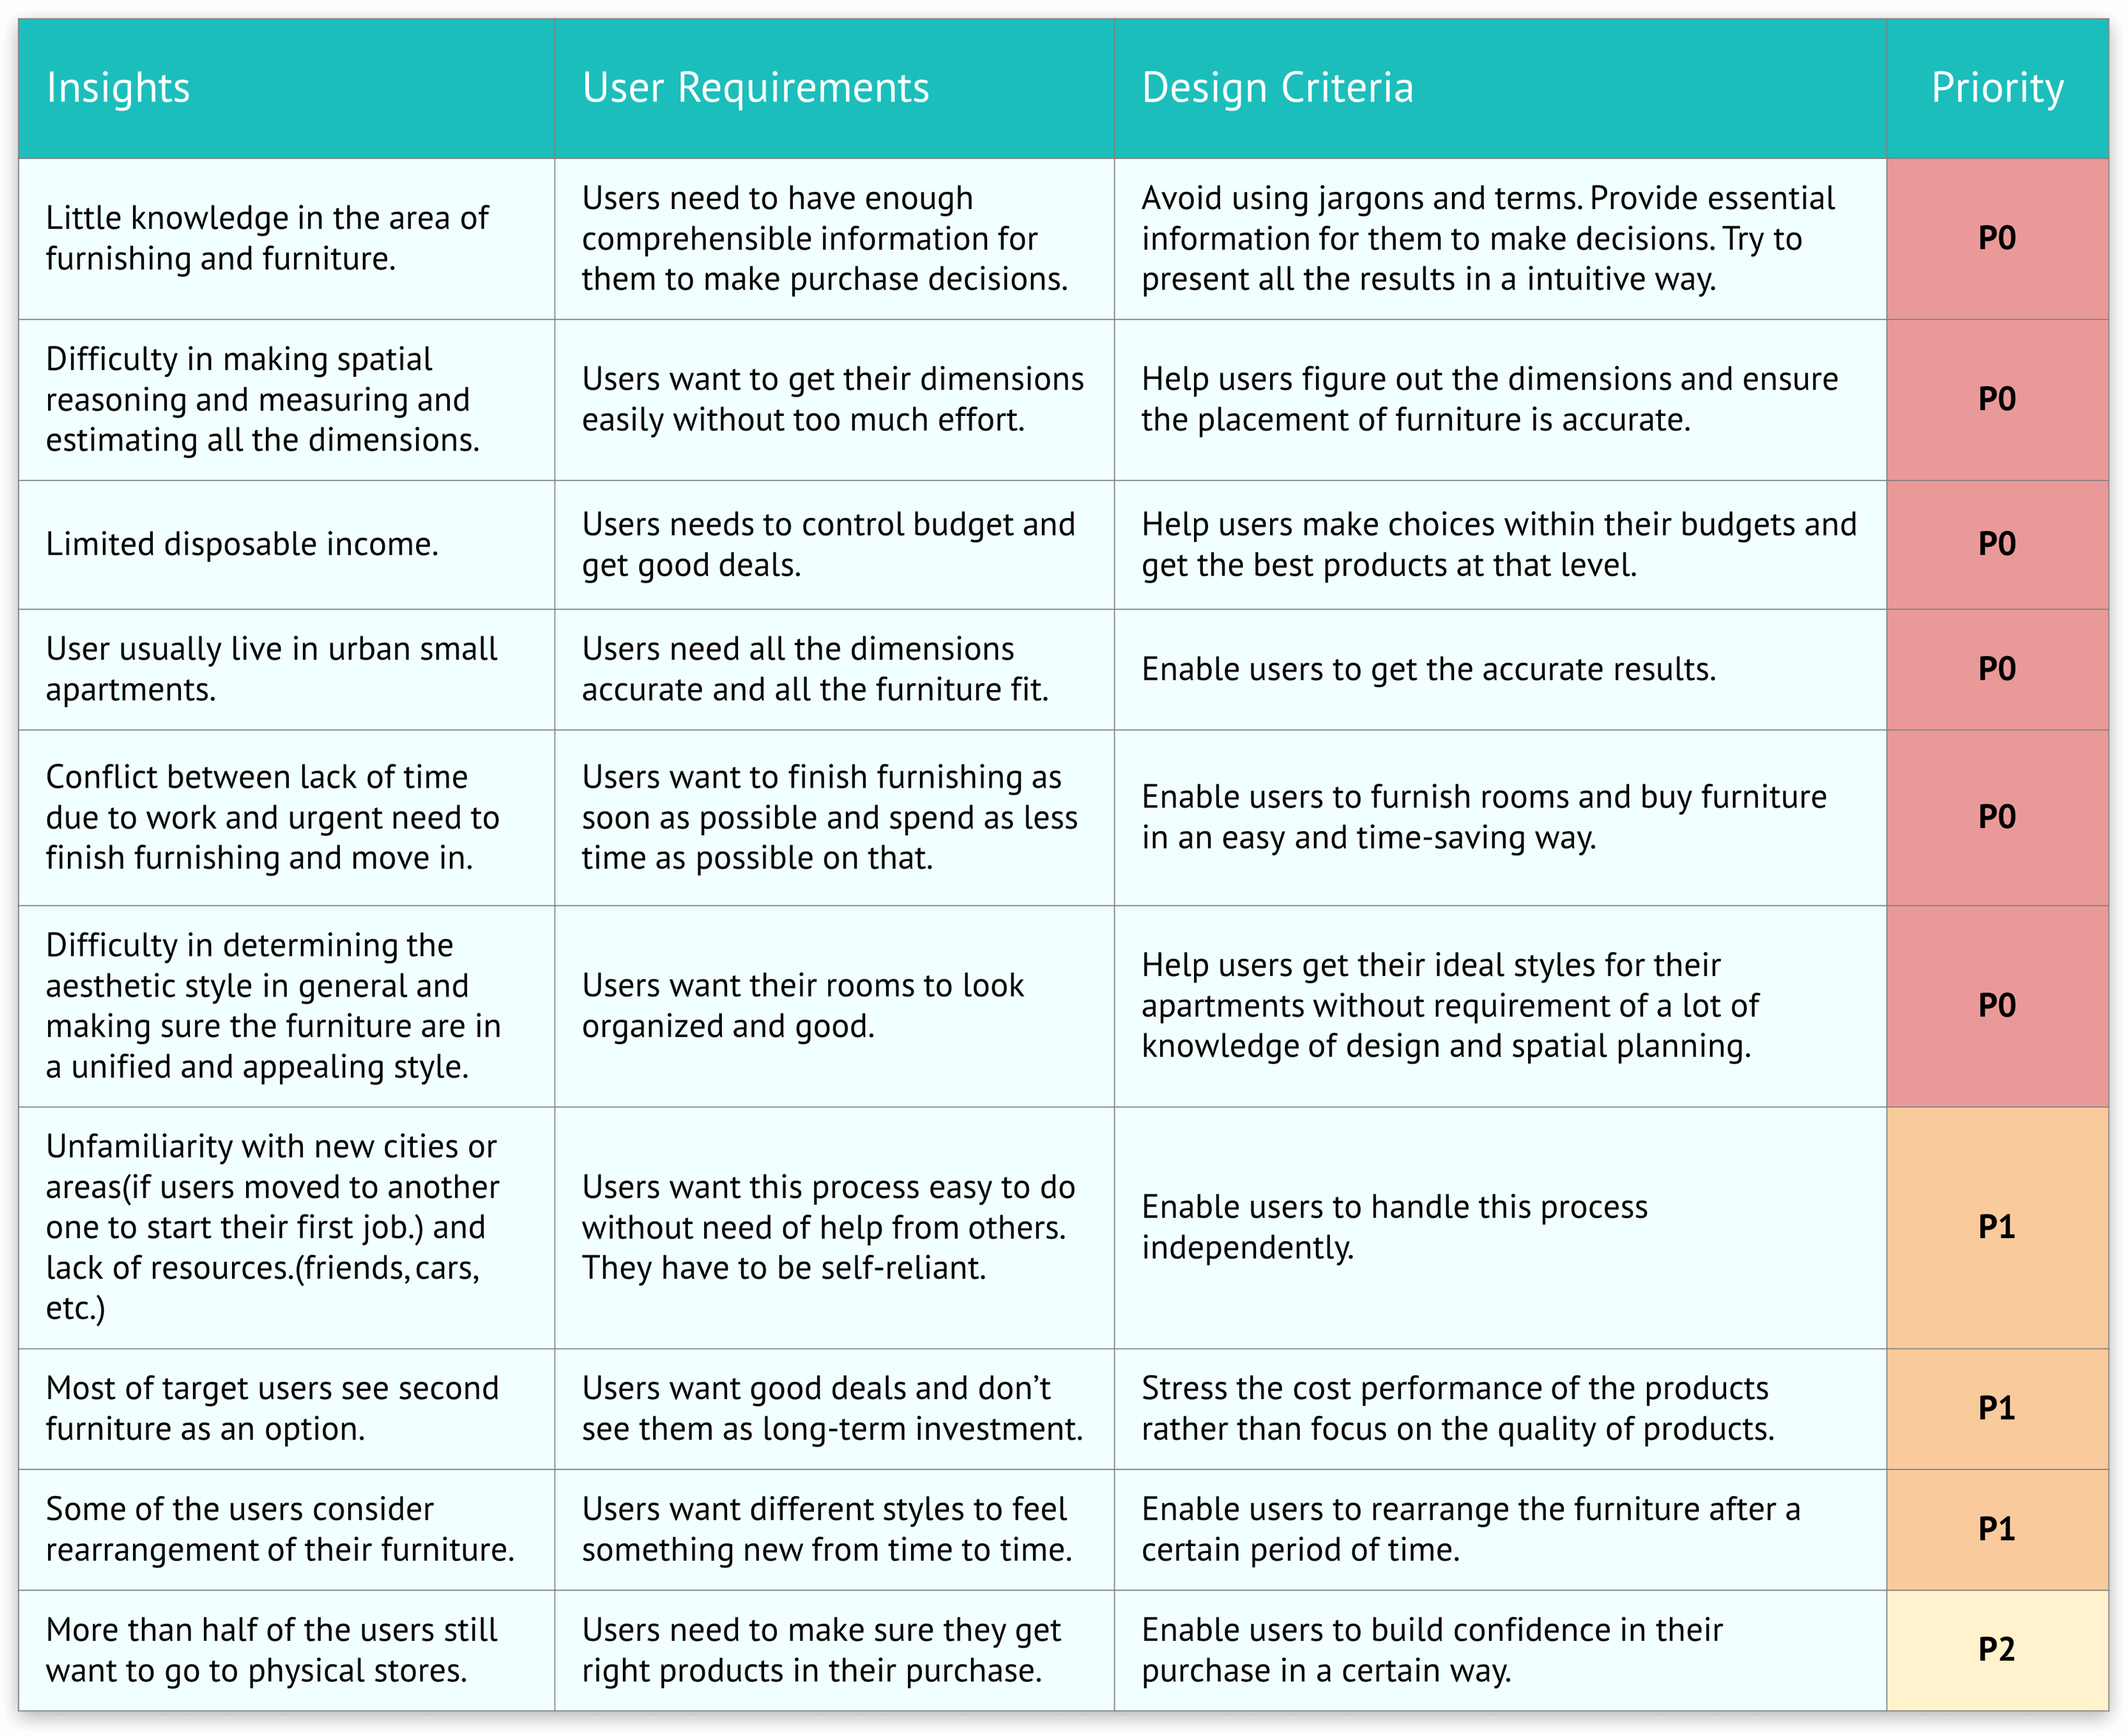 Insights
User Requirements
Design Criteria
Priority
Little knowledge in the area of
furnishing and furniture.
Users need to have enough
comprehensible information for
them to make purchase decisions.
Avoid using jargons and terms. Provide essential
information for them to make decisions. Try to
present all the results in a intuitive way.
P0
Difficulty in making spatial
reasoning and measuring and
estimating all the dimensions.
Users want to get their dimensions
easily without too much effort.
Help users figure out the dimensions and ensure
the placement of furniture is accurate.
P0
Limited disposable income.
Users needs to control budget and
get good deals.
Help users make choices within their budgets and
get the best products at that level.
P0
User usually live in urban small
apartments.
Users need all the dimensions
accurate and all the furniture fit.
Enable users to get the accurate results.
P0
Conflict between lack of time
due to work and urgent need to
finish furnishing and move in.
Users want to finish furnishing as
soon as possible and spend as less
time as possible on that.
Enable users to furnish rooms and buy furniture
in an easy and time-saving way.
P0
Difficulty in determining the
aesthetic style in general and
making sure the furniture are in
a unified and appealing style.
Users want their rooms to look
organized and good.
Help users get their ideal styles for their
apartments without requirement of a lot of
knowledge of design and spatial planning.
P0
Unfamiliarity with new cities or
areas(if users moved to another
one to start their first job.) and
lack of resources.(friends, cars,
etc.)
Users want this process easy to do
without need of help from others.
They have to be self-reliant.
Enable users to handle this process
independently.
P1
Most of target users see second
furniture as an option.
Users want good deals and don’t
see them as long-term investment.
Stress the cost performance of the products
rather than focus on the quality of products.
P1
Some of the users consider
rearrangement of their furniture.
Users want different styles to feel
something new from time to time.
Enable users to rearrange the furniture after a
certain period of time.
P1
More than half of the users still
want to go to physical stores.
Users need to make sure they get
right products in their purchase.
Enable users to build confidence in their
purchase in a certain way.
P2